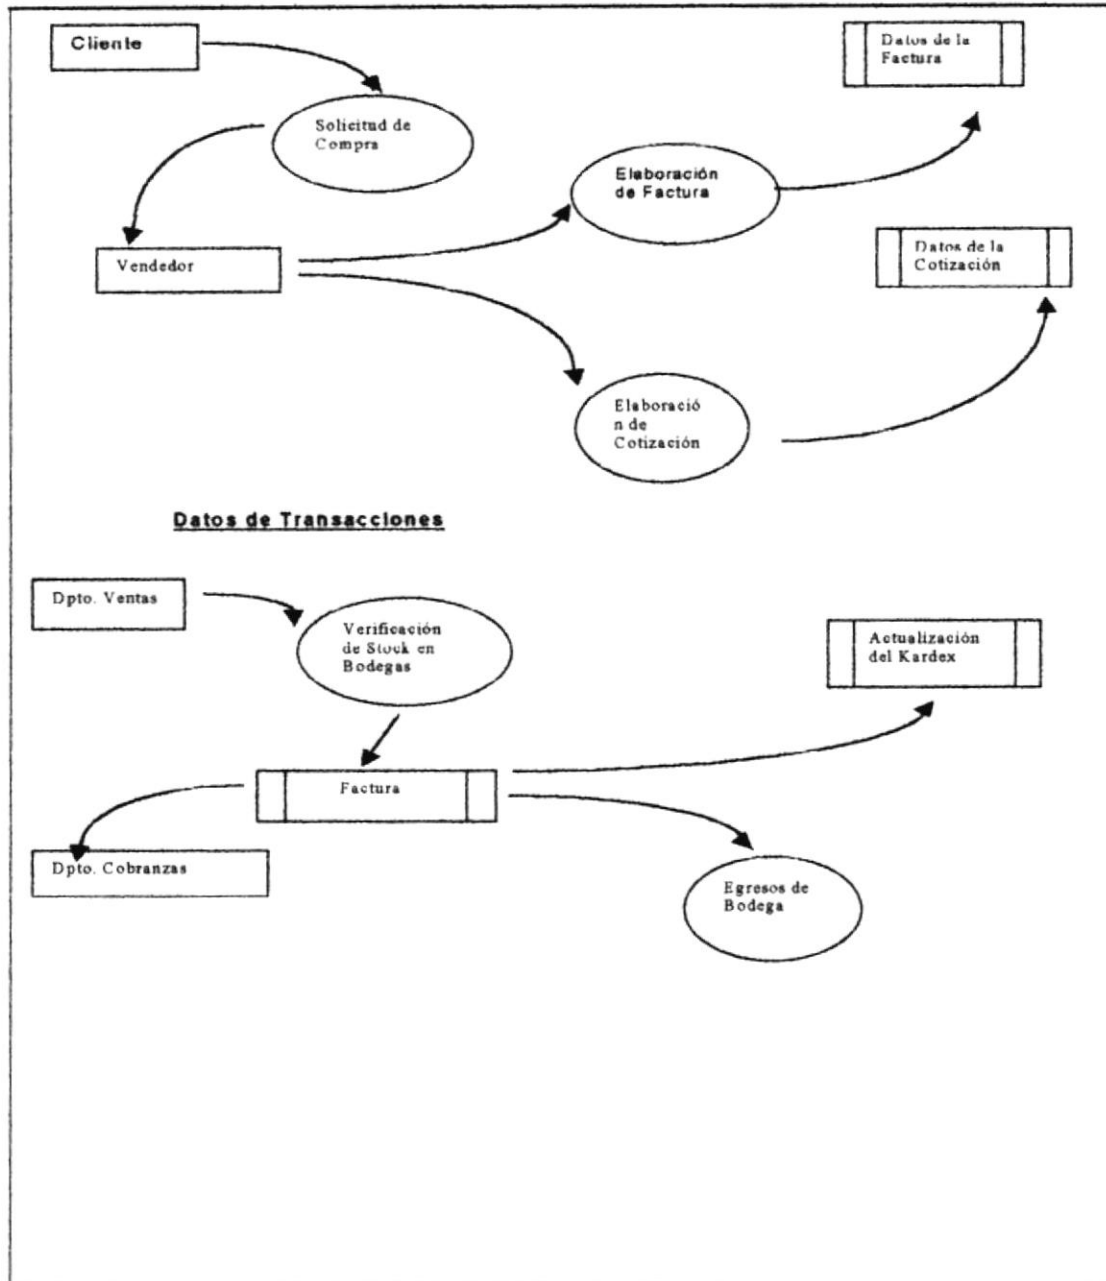 Cliente
Solicitud de
Compra
Vendedor
Elaboración
de Factura
Datos de la
Factura
Datos de la
Cotización
Elaboració
n de
Cotización
Datos de Transacciones
Dpto. Ventas
Verificación
de Stock en
Bodegas
Factura
Actualización
del Kardex
Dpto. Cobranzas
Egresos de
Bodega